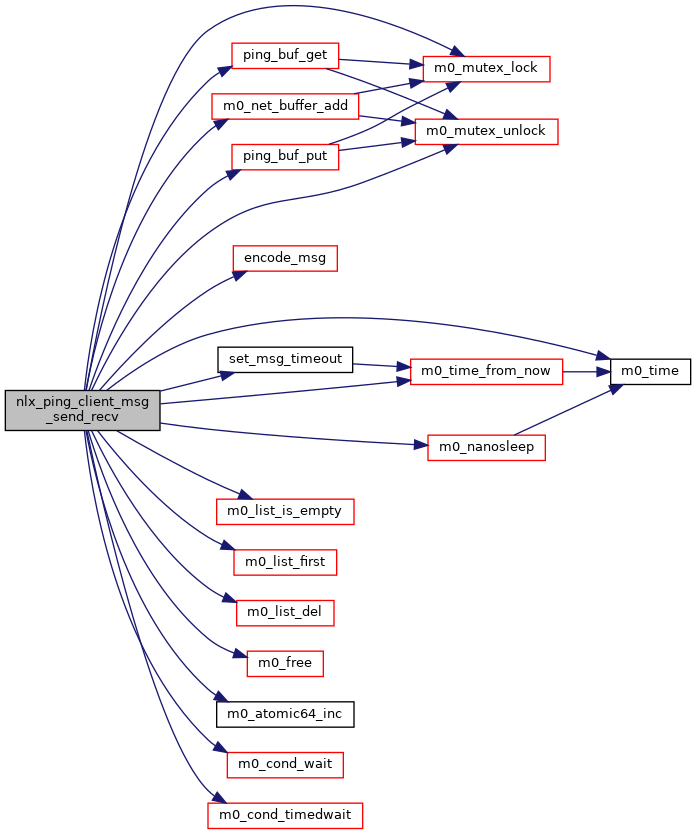 ping_buf_get
m0_mutex_lock
m0_net_buffer_add
m0_mutex_unlock
ping_buf_put
encode_msg
set_msg_timeout
m0_time_from_now
m0_time
nlx_ping_client_msg
_send_recv
m0_nanosleep
m0_list_is_empty
m0_list_first
m0_list_del
m0_free
m0_atomic64_inc
m0_cond_wait
m0_cond_timedwait